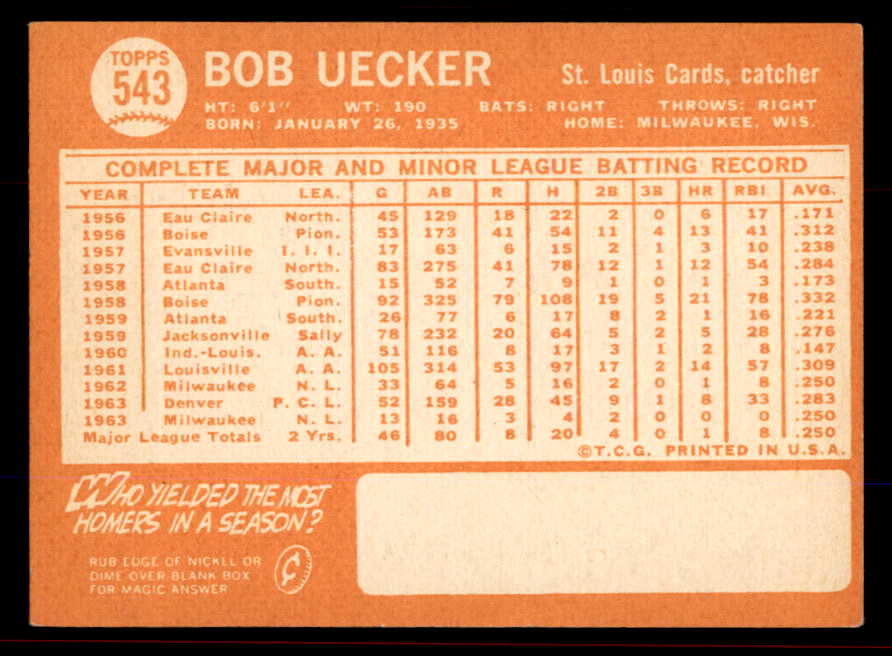 TOPPS
543
BOB UECKER
St. Louis Cards, catcher
HT: 6'1" WT: 190 BATS: RIGHT THROWS: RIGHT
BORN: JANUARY 26, 1935 HOME: MILWAUKEE, WIS.
COMPLETE MAJOR AND MINOR LEAGUE BATTING RECORD
YEAR TEAM LEA. G AB R H 2B 3B HR RBI AVG.
1956 Eau Claire North. 45 129 18 22 2 0 6 17 .171
1956 Boise Pion. 53 173 41 54 11 4 13 41 .312
1957 Evansville I. I. I. 17 63 6 15 2 1 3 10 .238
1957 Eau Claire North. 83 275 41 78 12 1 12 54 .284
1958 Atlanta South. 15 52 7 9 1 0 1 3 .173
1958 Boise Pion. 92 325 79 108 19 5 21 78 .332
1959 Atlanta South. 26 77 6 17 8 2 1 16 .221
1959 Jacksonville Sally 78 232 20 64 5 2 5 28 .276
1960 Ind.-Louis. A. A. 51 116 8 17 3 1 2 8 .147
1961 Louisville A. A. 105 314 53 97 17 2 14 57 .309
1962 Milwaukee N. L. 33 64 5 16 2 0 1 8 .250
1963 Denver P. C. L. 52 159 28 45 9 1 8 33 .283
1963 Milwaukee N. L. 13 16 3 4 2 0 0 0 .250
Major League Totals 2 Yrs. 46 80 8 20 4 0 1 8 .250
©T.C.G. PRINTED IN U.S.A.
WHO YIELDED THE MOST
HOMERS IN A SEASON?
RUB EDGE OF NICKEL OR
DIME OVER BLANK BOX
FOR MAGIC ANSWER
¢